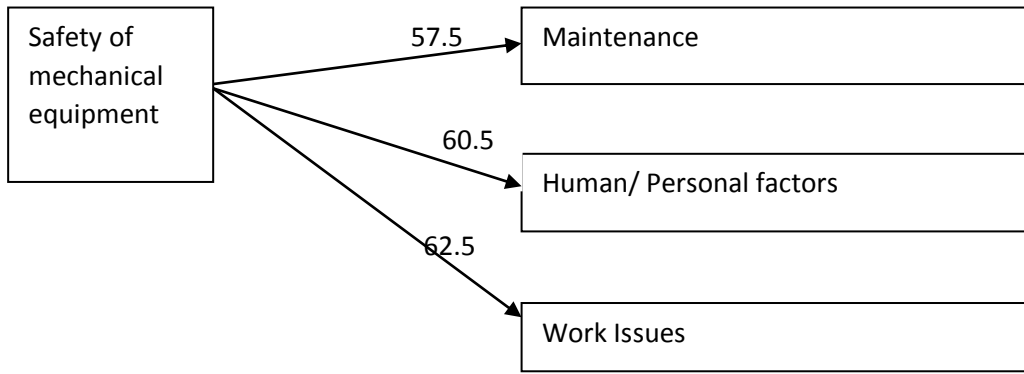 Safety of
mechanical
equipment
57.5
Maintenance
60.5
Human/ Personal factors
62.5
Work Issues